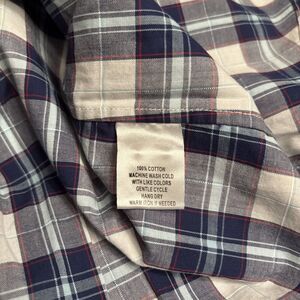 100% COTTON
MACHINE WASH COLD
WITH LIKE COLORS
GENTLE CYCLE
HANG DRY
WARM IRON IF NEEDED